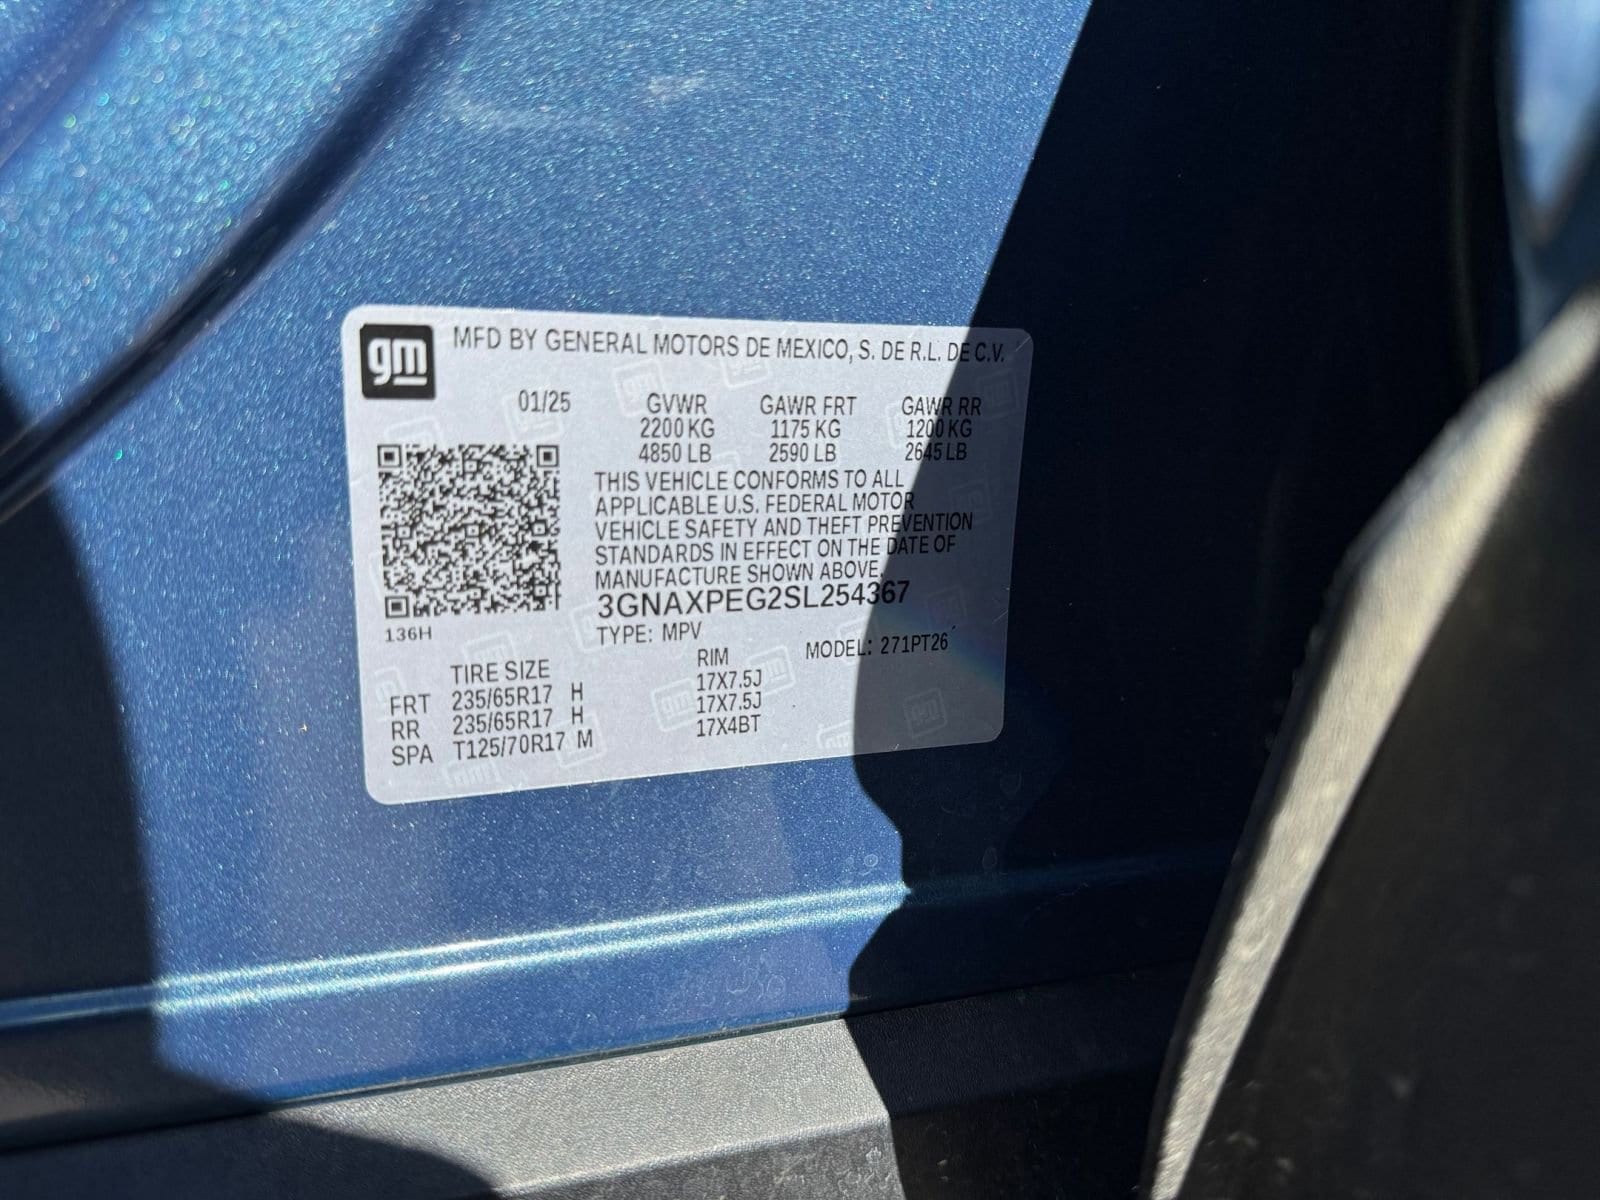 gm
MFD BY GENERAL MOTORS DE MEXICO, S. DE R.L. DE C.V.
01/25 GVWR GAWR FRT GAWR RR
2200 KG 1175 KG 1200 KG
4850 LB 2590 LB 2645 LB
THIS VEHICLE CONFORMS TO ALL
APPLICABLE U.S. FEDERAL MOTOR
VEHICLE SAFETY AND THEFT PREVENTION
STANDARDS IN EFFECT ON THE DATE OF
MANUFACTURE SHOWN ABOVE.
3GNAXPEG2SL254367
136H
TYPE: MPV MODEL: 271PT26
TIRE SIZE RIM
FRT 235/65R17 H 17X7.5J
RR 235/65R17 H 17X7.5J
SPA T125/70R17 M 17X4BT